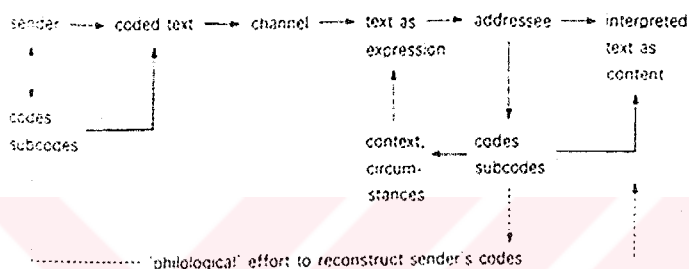 sender coded text channel text as addressee interpreted
expression text as
content
codes
subcodes
context, codes
circum- subcodes
stances
'philological' effort to reconstruct sender's codes